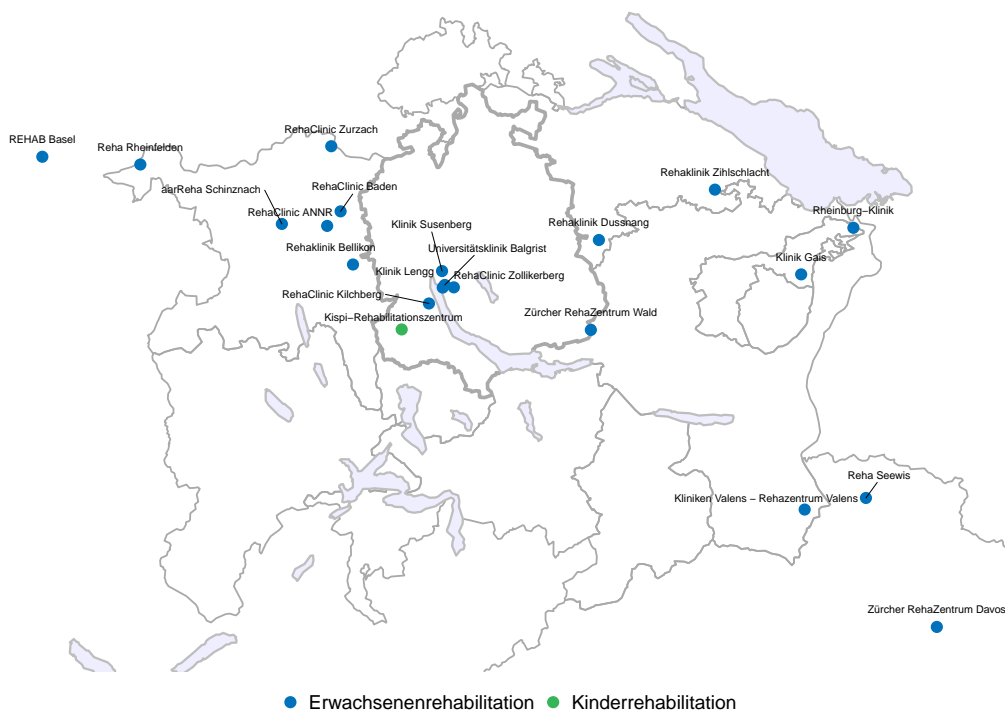 RehaClinic Zurzach
REHAB Basel
Reha Rheinfelden
Rehaklinik Zihlschlacht
RehaClinic Baden
aarReha Schinznach
RehaClinic ANNR
Rheinburg−Klinik
Klinik Susenberg
Rehaklinik Dussnang
Rehaklinik Bellikon
Universitätsklinik Balgrist
Klinik Gais
Klinik Lengg
RehaClinic Zollikerberg
RehaClinic Kilchberg
Kispi−Rehabilitationszentrum
Zürcher RehaZentrum Wald
Reha Seewis
Kliniken Valens − Rehazentrum Valens
Zürcher RehaZentrum Davos
Erwachsenenrehabilitation
Kinderrehabilitation